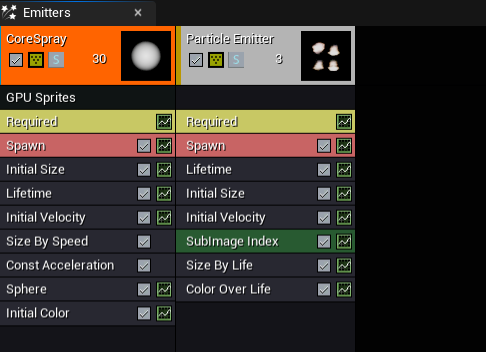 Emitters ×
CoreSpray
S 30
Particle Emitter
S 3
GPU Sprites
Required
Spawn
Initial Size
Lifetime
Initial Velocity
Size By Speed
Const Acceleration
Sphere
Initial Color
Required
Spawn
Lifetime
Initial Size
Initial Velocity
SubImage Index
Size By Life
Color Over Life